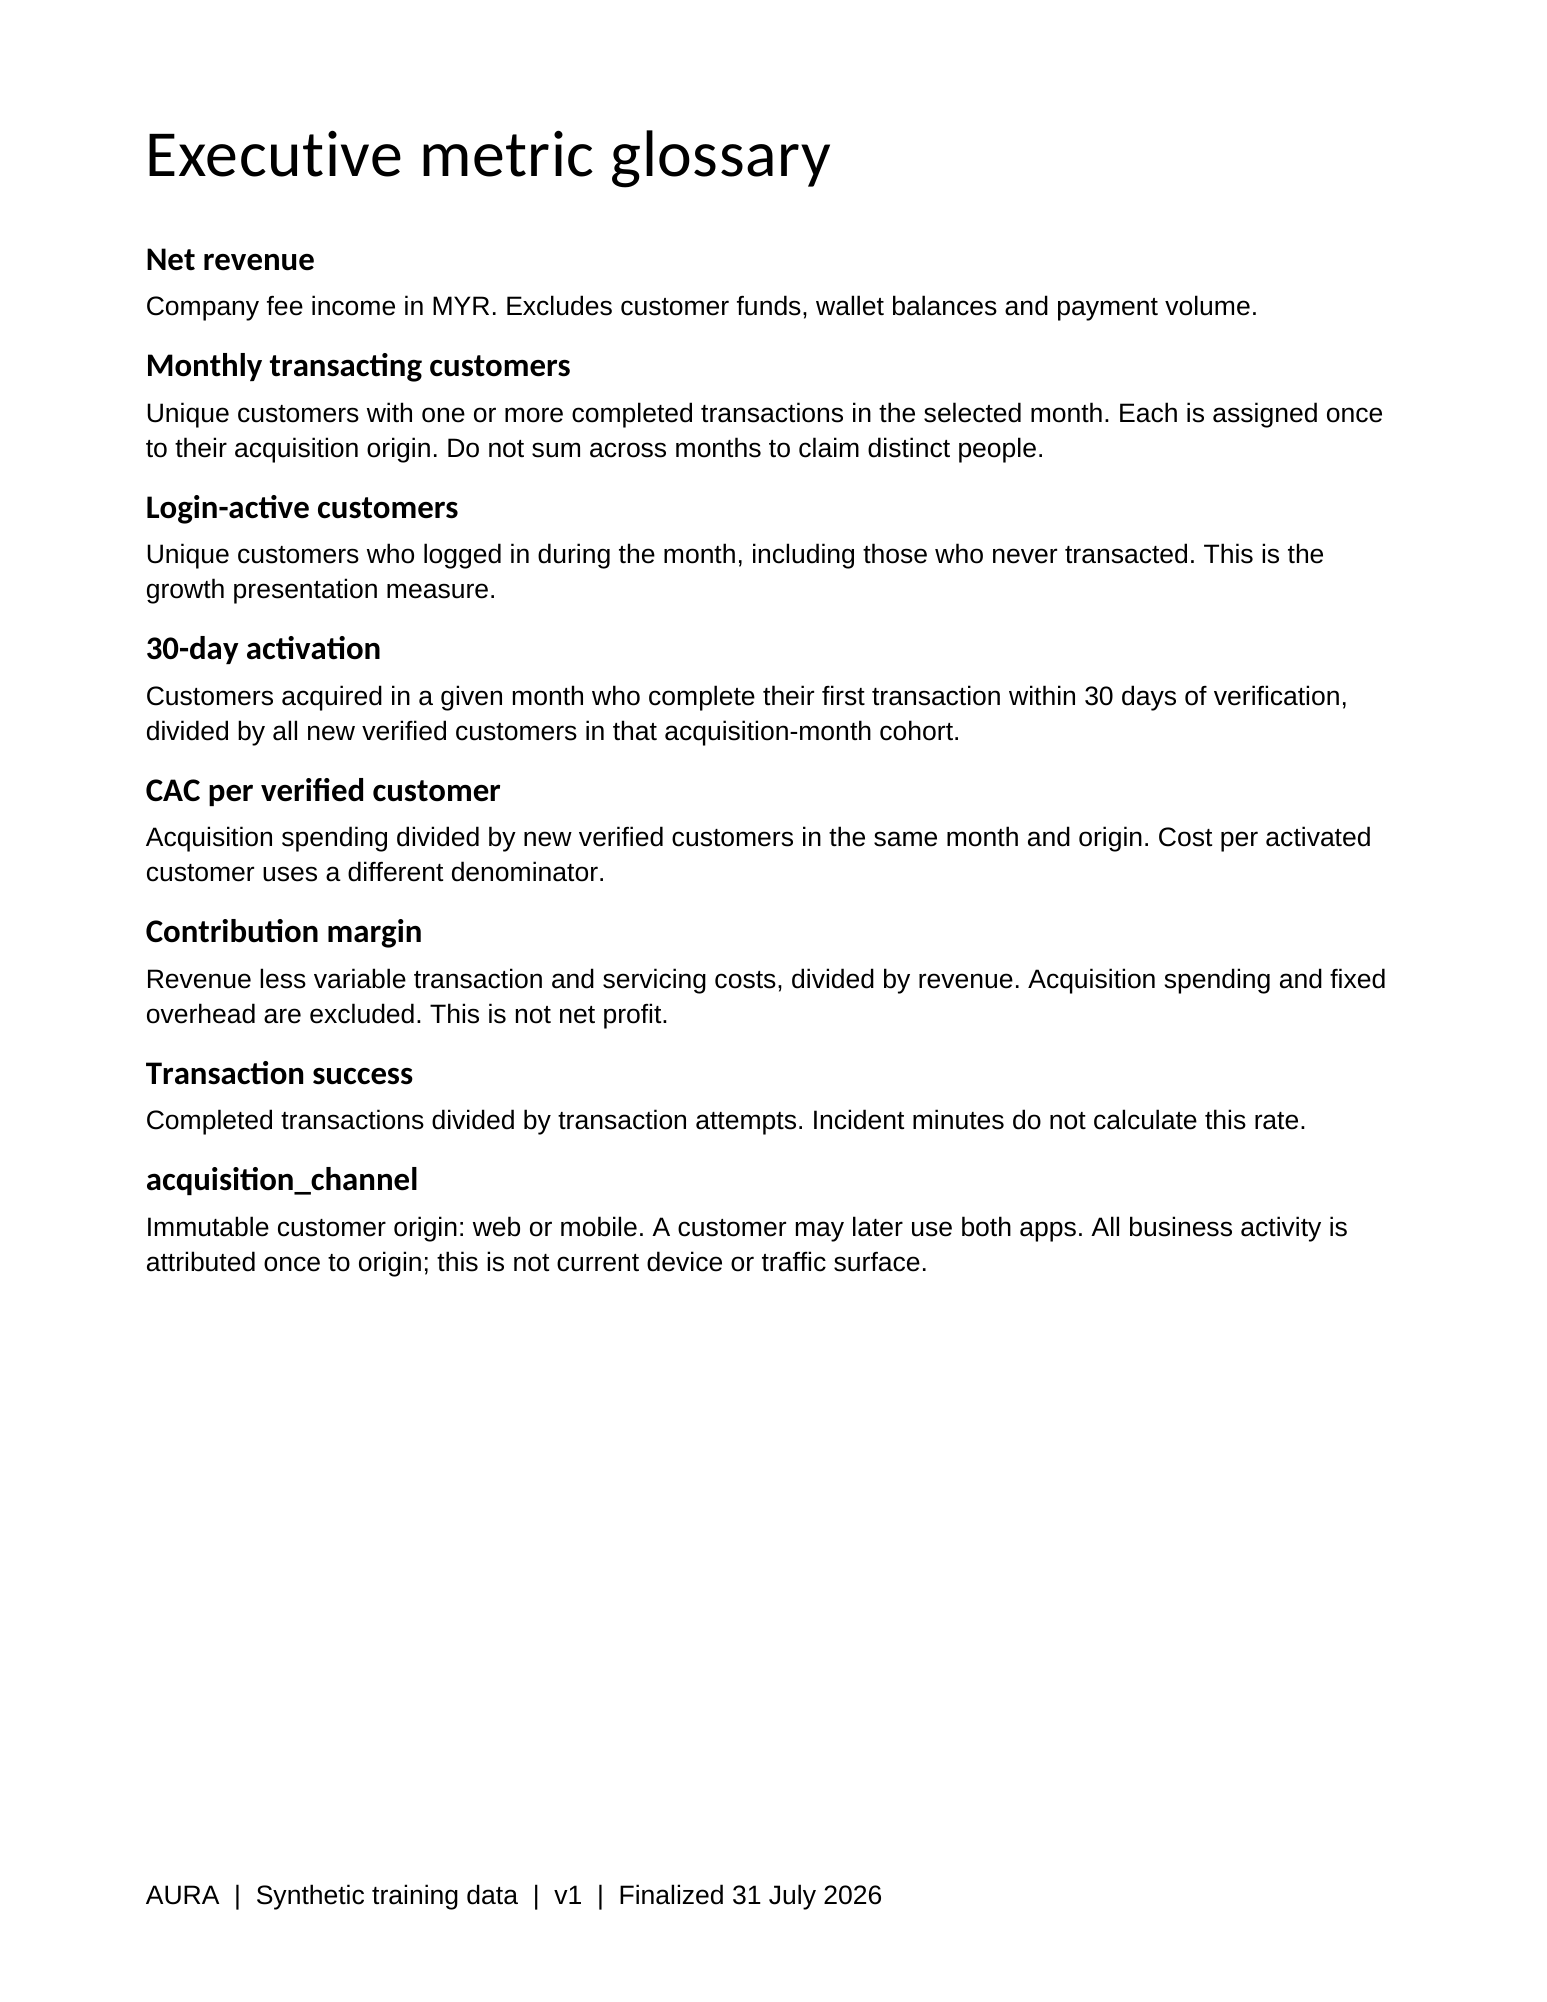 Executive metric glossary
Net revenue
Company fee income in MYR. Excludes customer funds, wallet balances and payment volume.
Monthly transacting customers
Unique customers with one or more completed transactions in the selected month. Each is assigned once
to their acquisition origin. Do not sum across months to claim distinct people.
Login-active customers
Unique customers who logged in during the month, including those who never transacted. This is the
growth presentation measure.
30-day activation
Customers acquired in a given month who complete their first transaction within 30 days of verification,
divided by all new verified customers in that acquisition-month cohort.
CAC per verified customer
Acquisition spending divided by new verified customers in the same month and origin. Cost per activated
customer uses a different denominator.
Contribution margin
Revenue less variable transaction and servicing costs, divided by revenue. Acquisition spending and fixed
overhead are excluded. This is not net profit.
Transaction success
Completed transactions divided by transaction attempts. Incident minutes do not calculate this rate.
acquisition_channel
Immutable customer origin: web or mobile. A customer may later use both apps. All business activity is
attributed once to origin; this is not current device or traffic surface.
AURA | Synthetic training data | v1 | Finalized 31 July 2026